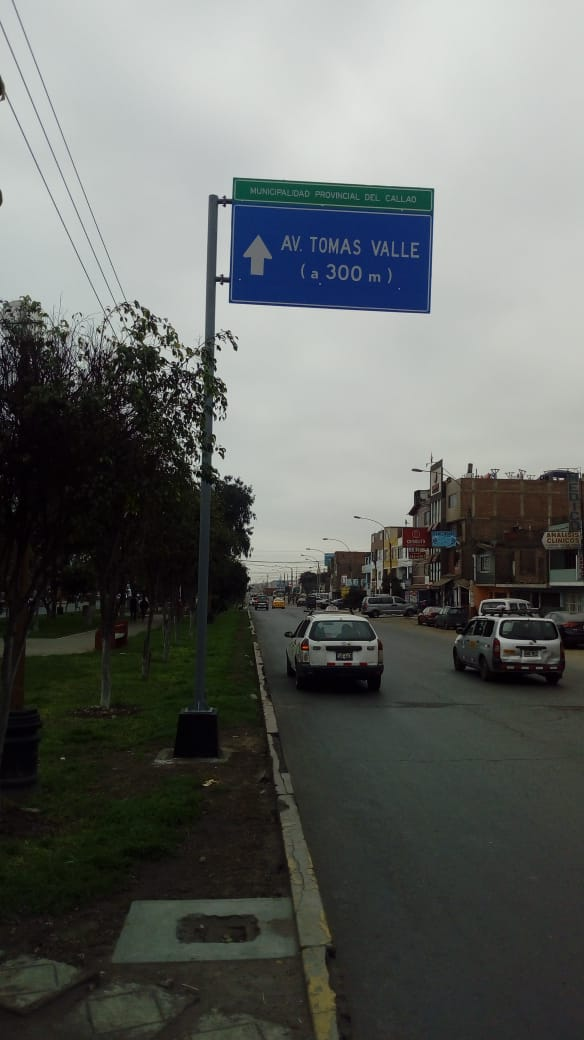 MUNICIPALIDAD PROVINCIAL DEL CALLAO
AV. TOMAS VALLE
(a 300 m)
ANALISIS
CLINICOS